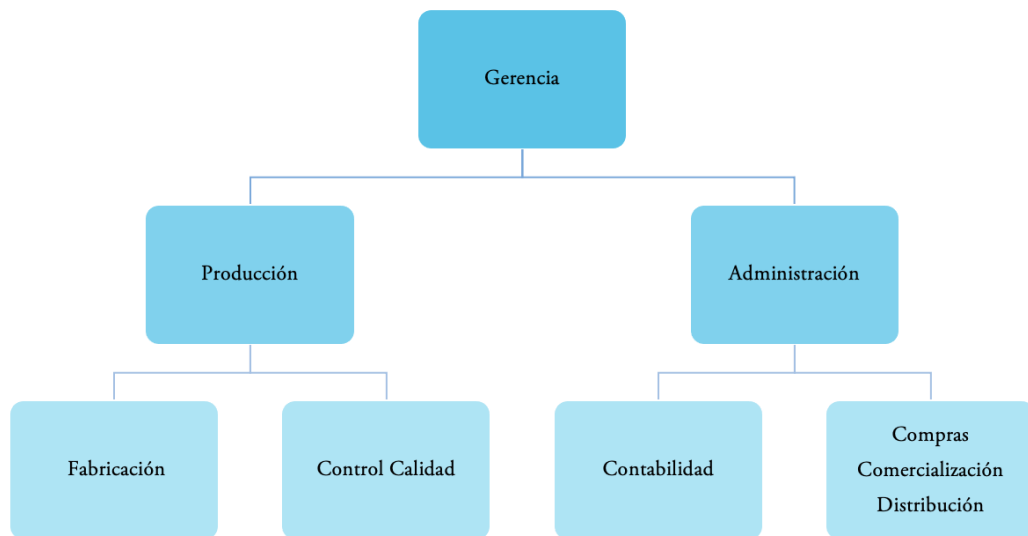 Gerencia
Producción
Administración
Fabricación
Control Calidad
Contabilidad
Compras
Comercialización
Distribución